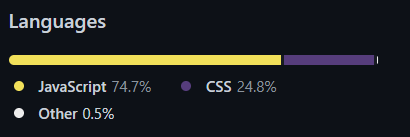 Languages
JavaScript 74.7% CSS 24.8%
Other 0.5%